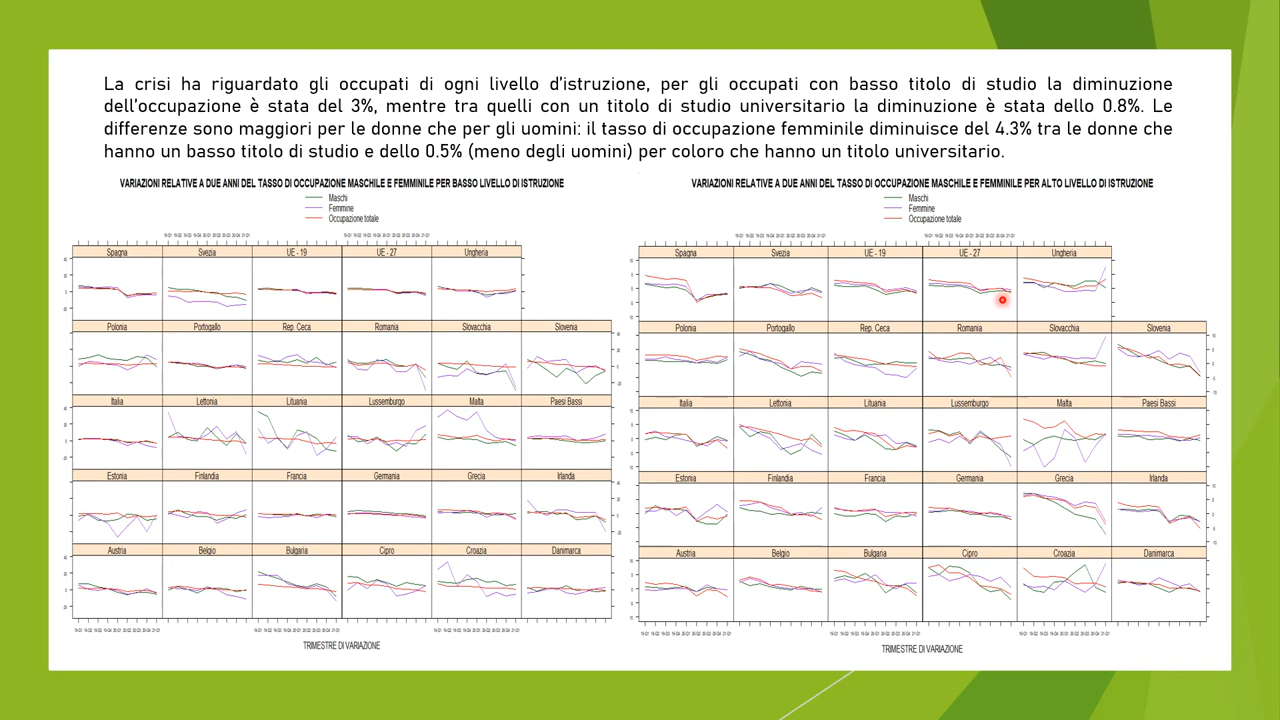 La crisi ha riguardato gli occupati di ogni livello d'istruzione, per gli occupati con basso titolo di studio la diminuzione
dell'occupazione è stata del 3%, mentre tra quelli con un titolo di studio universitario la diminuzione è stata dello 0.8%. Le
differenze sono maggiori per le donne che per gli uomini: il tasso di occupazione femminile diminuisce del 4.3% tra le donne che
hanno un basso titolo di studio e dello 0.5% (meno degli uomini) per coloro che hanno un titolo universitario.
VARIAZIONI RELATIVE A DUE ANNI DEL TASSO DI OCCUPAZIONE MASCHILE E FEMMINILE PER BASSO LIVELLO DI ISTRUZIONE
Maschi
Femmine
Occupazione totale
Spagna Svezia UE - 19 UE - 27 Ungheria
Polonia Portogallo Rep. Ceca Romania Slovacchia Slovenia
Italia Lettonia Lituania Lussemburgo Malta Paesi Bassi
Estonia Finlandia Francia Germania Grecia Irlanda
Austria Belgio Bulgaria Cipro Croazia Danimarca
TRIMESTRE DI VARIAZIONE
VARIAZIONI RELATIVE A DUE ANNI DEL TASSO DI OCCUPAZIONE MASCHILE E FEMMINILE PER ALTO LIVELLO DI ISTRUZIONE
Maschi
Femmine
Occupazione totale
Spagna Svezia UE - 19 UE - 27 Ungheria
Polonia Portogallo Rep. Ceca Romania Slovacchia Slovenia
Italia Lettonia Lituania Lussemburgo Malta Paesi Bassi
Estonia Finlandia Francia Germania Grecia Irlanda
Austria Belgio Bulgaria Cipro Croazia Danimarca
TRIMESTRE DI VARIAZIONE